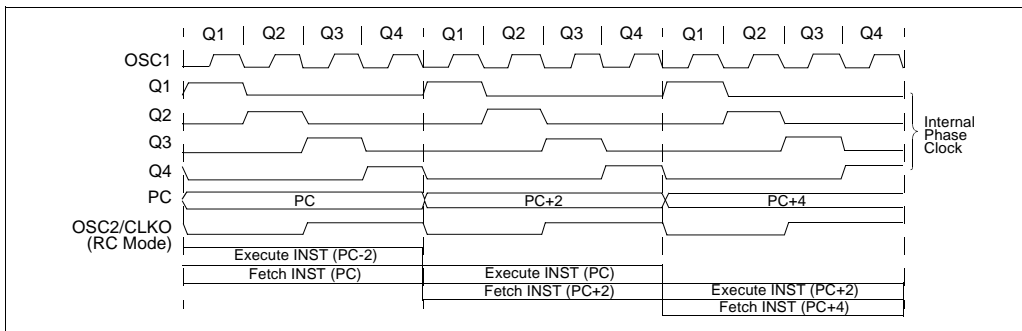 Q1 Q2 Q3 Q4 Q1 Q2 Q3 Q4 Q1 Q2 Q3 Q4
OSC1
Q1
Q2
Q3
Q4
Internal
Phase
Clock
PC PC PC+2 PC+4
OSC2/CLKO
(RC Mode)
Execute INST (PC-2)
Fetch INST (PC) Execute INST (PC)
Fetch INST (PC+2) Execute INST (PC+2)
Fetch INST (PC+4)